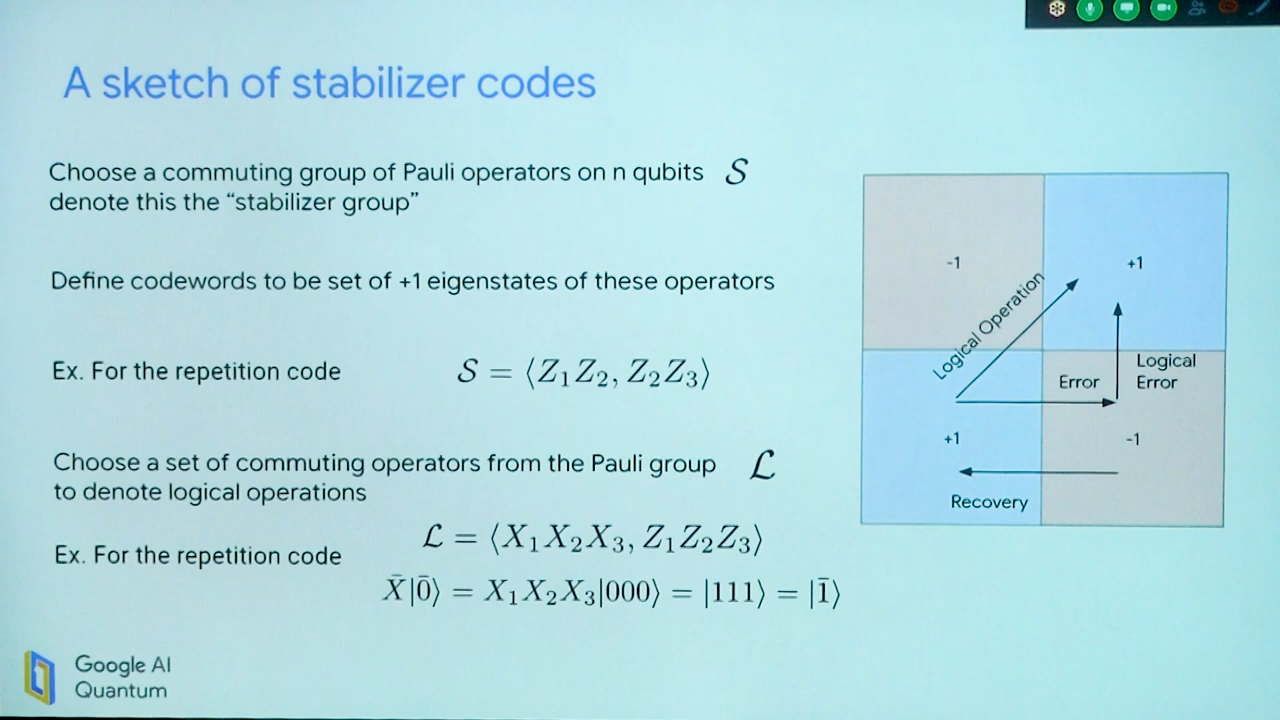 A sketch of stabilizer codes
Choose a commuting group of Pauli operators on n qubits 𝒮
denote this the “stabilizer group”
Define codewords to be set of +1 eigenstates of these operators
Ex. For the repetition code 𝒮 = ⟨Z₁Z₂, Z₂Z₃⟩
Choose a set of commuting operators from the Pauli group ℒ
to denote logical operations
ℒ = ⟨X₁X₂X₃, Z₁Z₂Z₃⟩
Ex. For the repetition code
X̄|0̄⟩ = X₁X₂X₃|000⟩ = |111⟩ = |1̄⟩
-1
+1
Logical Operation
Error
Logical
Error
+1
-1
Recovery
Google AI
Quantum